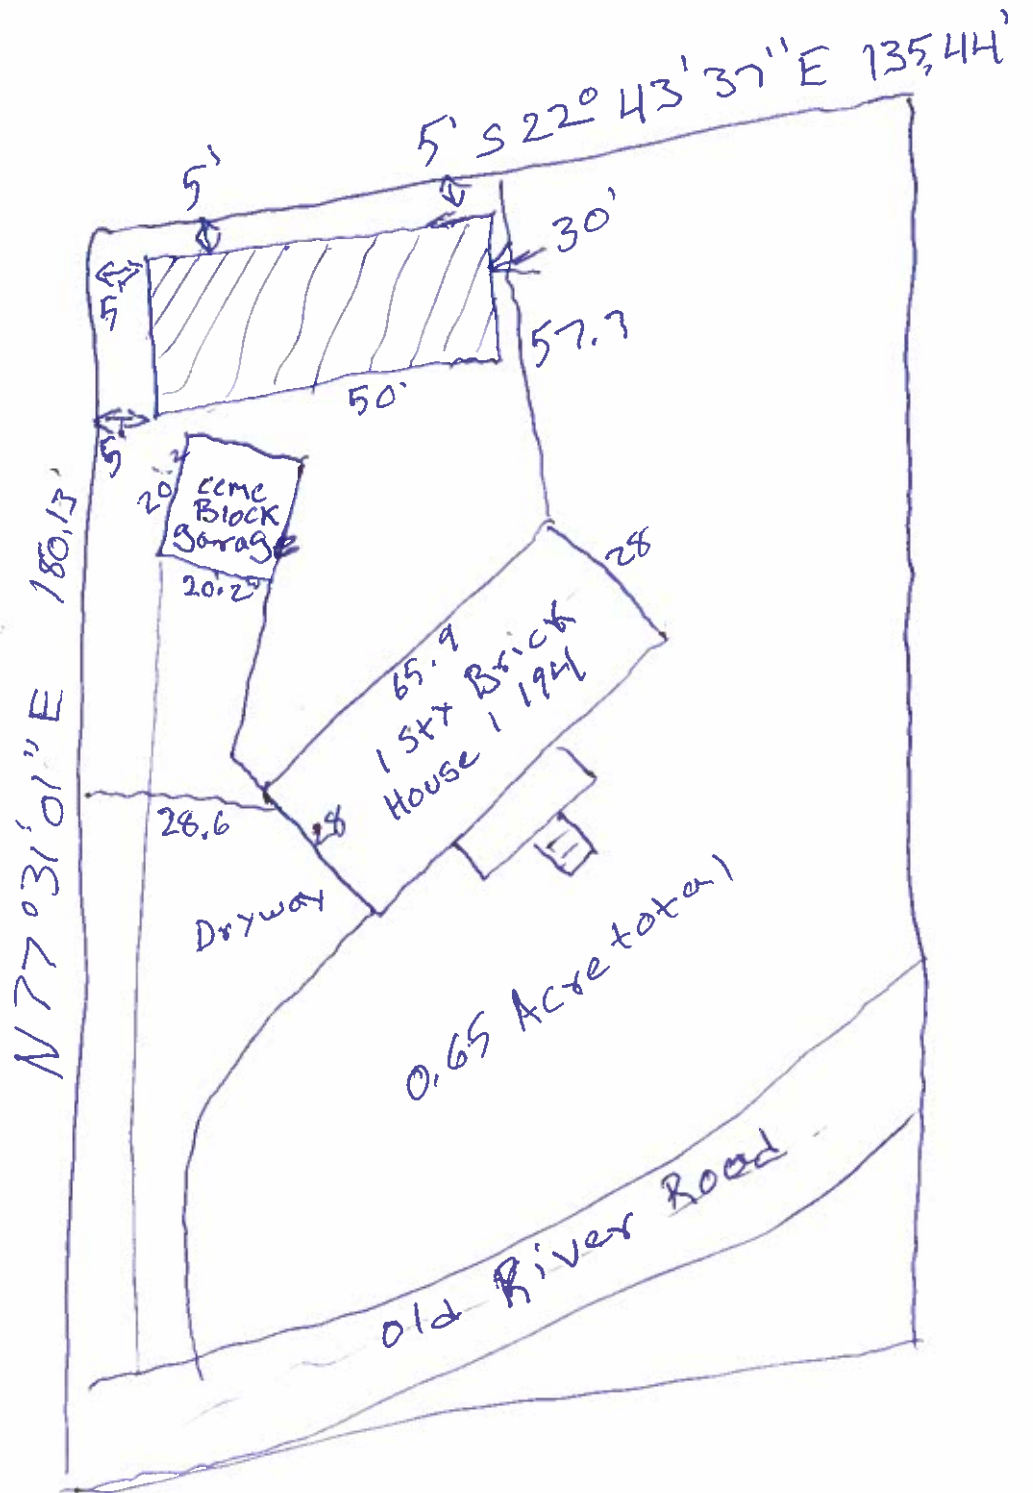 5' S 22° 43' 37" E 135.44'
5'
30'
5'
57.3
50'
5'
20'.2
ceme
Block
garage
20'.2"
28
65.9
1 sty Brick
House 1 1941
28
28.6
Dryway
N 77° 31' 01" E 180.13'
0.65 Acre total
Old River Road